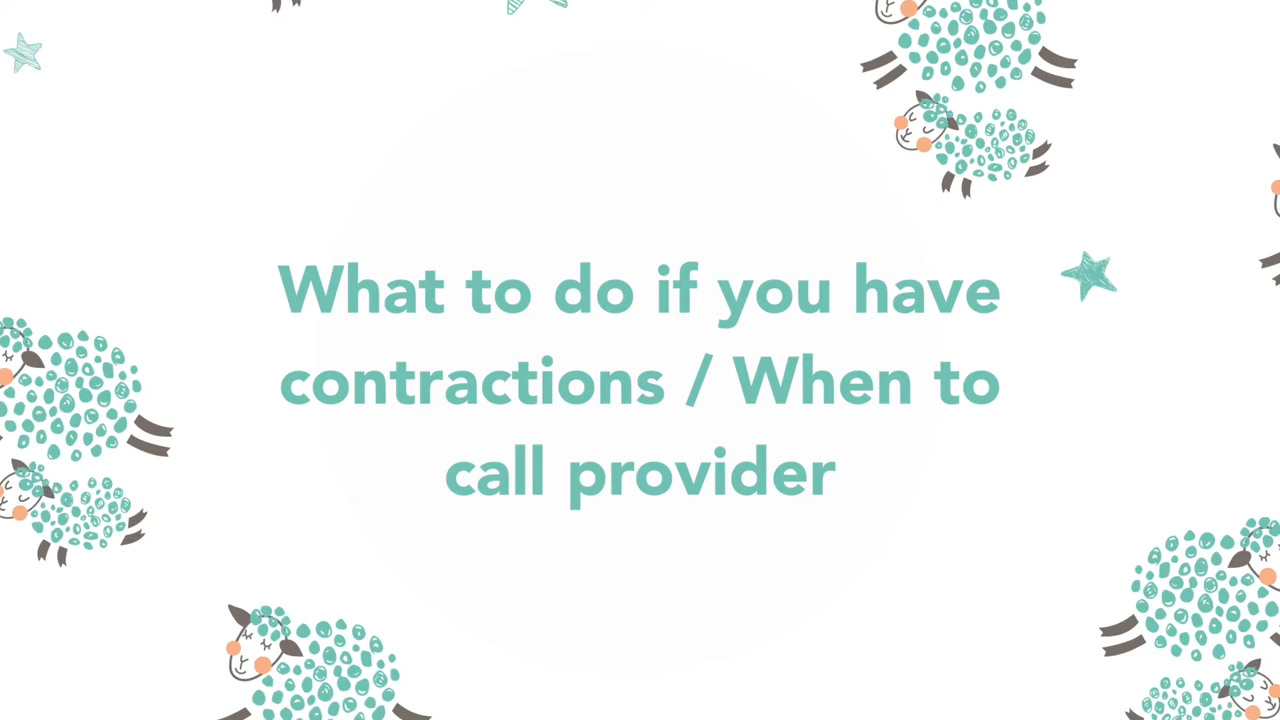 What to do if you have
contractions / When to
call provider